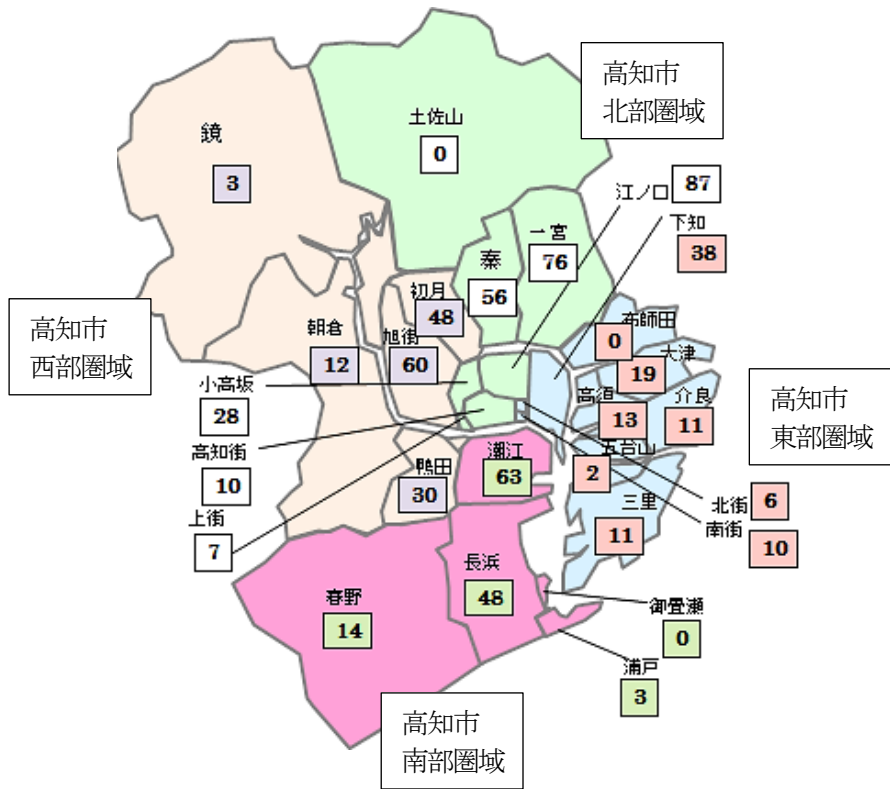 高知市
北部圏域
土佐山
0
鏡
3
江ノ口 87
下知
38
一宮
76
秦
56
初月
48
布師田
0
大津
19
高知市
西部圏域
朝倉
12
旭街
60
小高坂
28
高須
13
介良
11
高知市
東部圏域
高知街
10
鴨田
30
潮江
63
五台山
2
北街 6
南街
10
三里
11
上街
7
春野
14
長浜
48
御畳瀬
0
浦戸
3
高知市
南部圏域